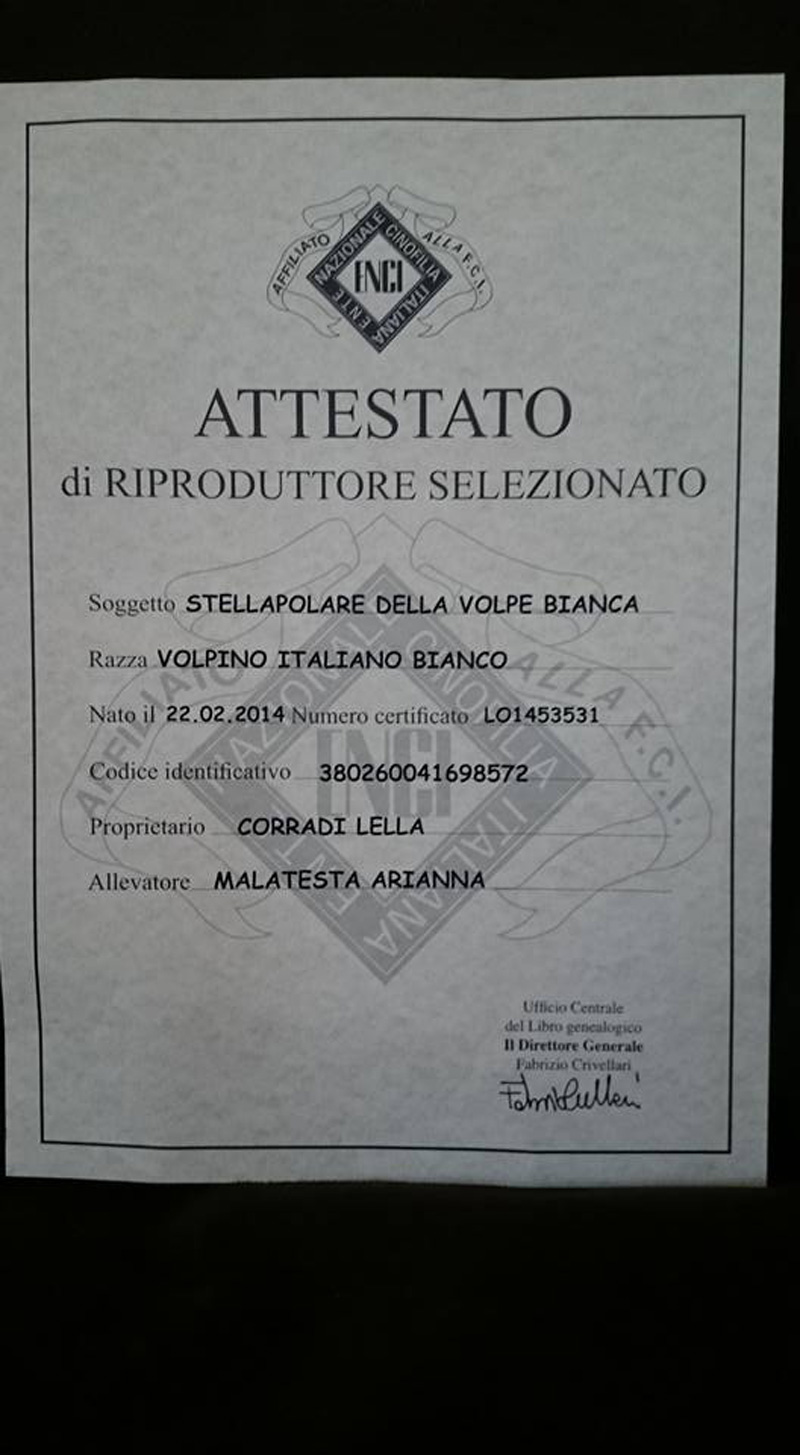 AFFILIATO ALLA F.C.I.
ENTE NAZIONALE CINOFILIA ITALIANA
ENCI
ATTESTATO
di RIPRODUTTORE SELEZIONATO
Soggetto STELLAPOLARE DELLA VOLPE BIANCA
Razza VOLPINO ITALIANO BIANCO
Nato il 22.02.2014 Numero certificato LO1453531
Codice identificativo 380260041698572
Proprietario CORRADI LELLA
Allevatore MALATESTA ARIANNA
Ufficio Centrale
del Libro genealogico
Il Direttore Generale
Fabrizio Crivellari